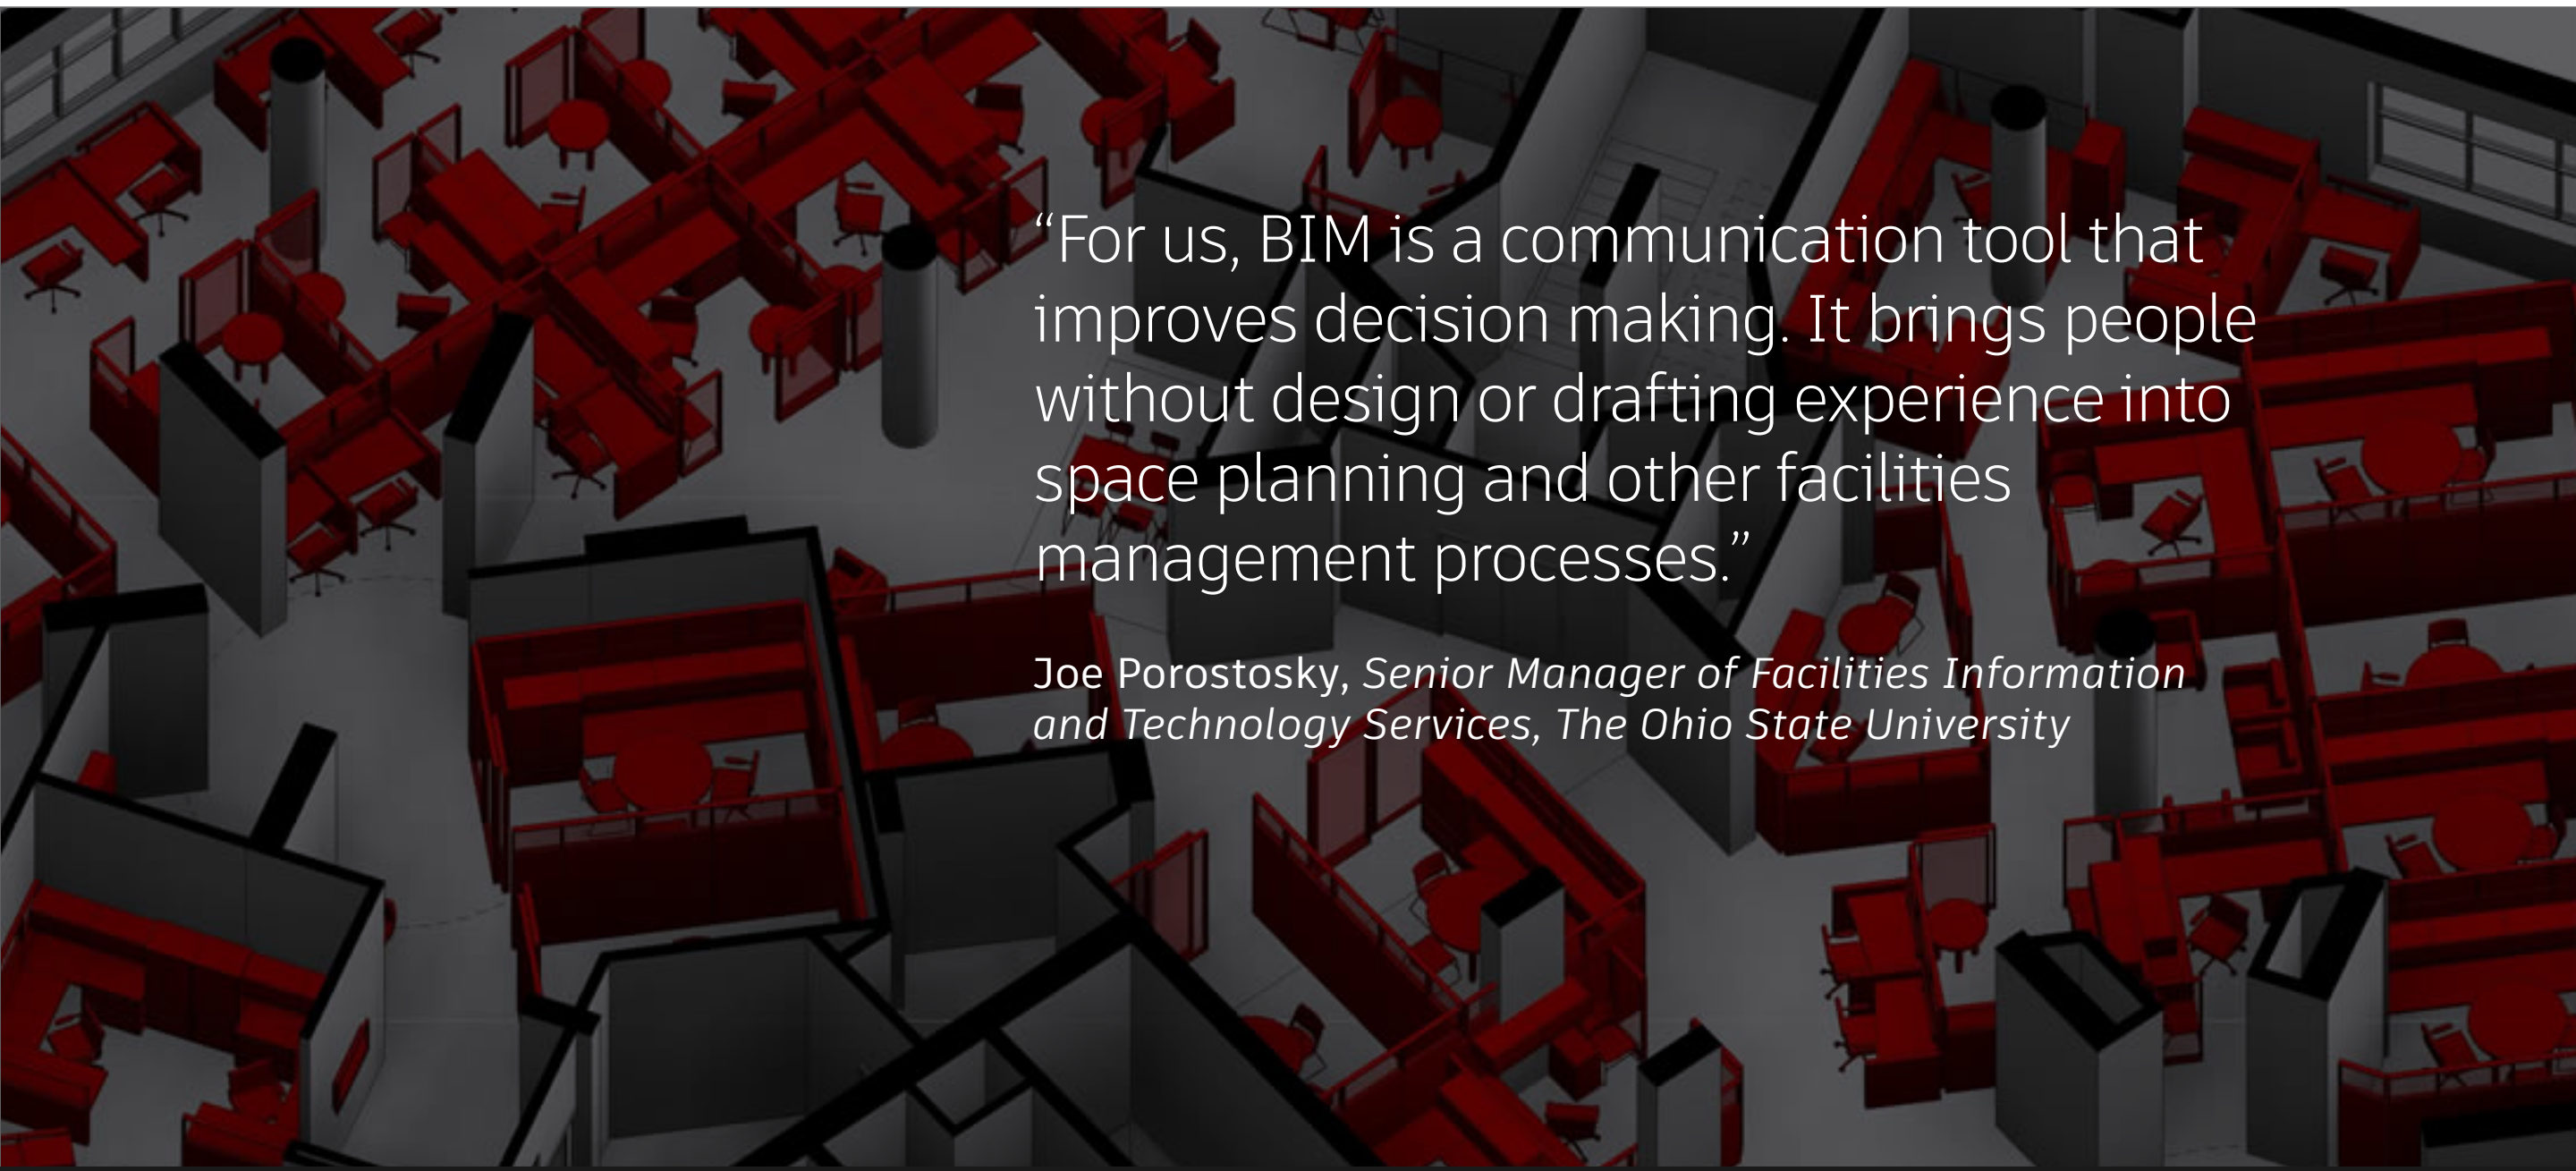 “For us, BIM is a communication tool that
improves decision making. It brings people
without design or drafting experience into
space planning and other facilities
management processes.”
Joe Porostosky, Senior Manager of Facilities Information
and Technology Services, The Ohio State University